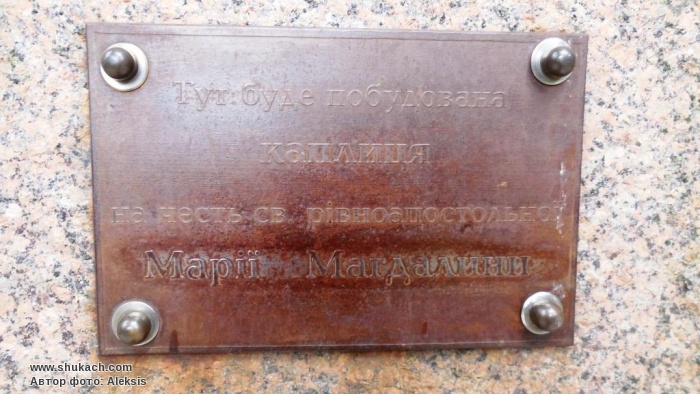 Тут буде побудована
каплиця
на честь св. рівноапостольної
Марії Магдалини
www.shukach.com
Автор фото: Aleksis